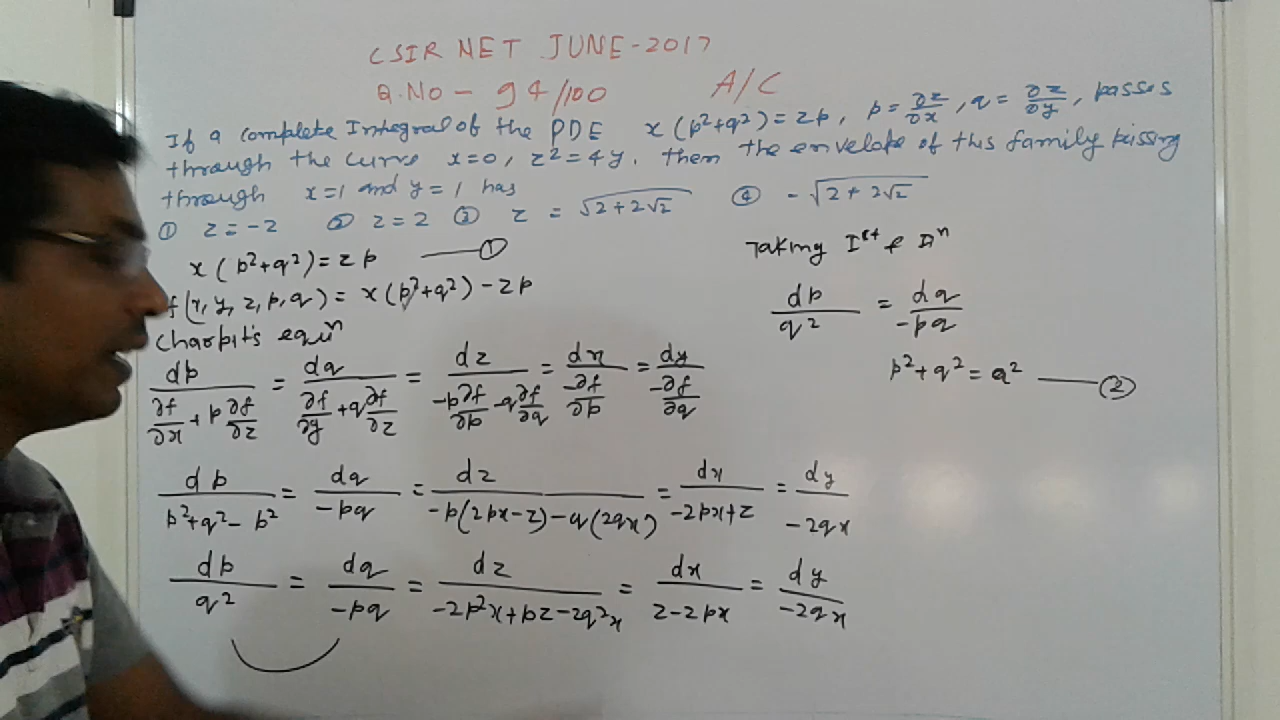 CSIR NET JUNE-2017
Q.NO - 94/100 A/C
If a complete Integral of the PDE x(p²+q²)=zp, p=∂z/∂x, q=∂z/∂y, passes
through the curve x=0, z²=4y. then the envelope of this family passing
through x=1 and y=1 has
① z=-2 ② z=2 ③ z = √(2+2√2) ④ -√(2+2√2)
x(p²+q²)=zp ——①
f(x, y, z, p, q) = x(p²+q²)-zp
Charpit's equⁿ
dp/(∂f/∂x + p ∂f/∂z) = dq/(∂f/∂y + q ∂f/∂z) = dz/(-p ∂f/∂p - q ∂f/∂q) = dx/(-∂f/∂p) = dy/(-∂f/∂q)
dp/(p²+q²-p²) = dq/(-pq) = dz/(-p(2px-z)-q(2qx)) = dx/(-2px+z) = dy/(-2qx)
dp/q² = dq/(-pq) = dz/(-2p²x+pz-2q²x) = dx/(z-2px) = dy/(-2qx)
Taking Iˢᵗ & IIⁿ
dp/q² = dq/(-pq)
p²+q²=a² ——②